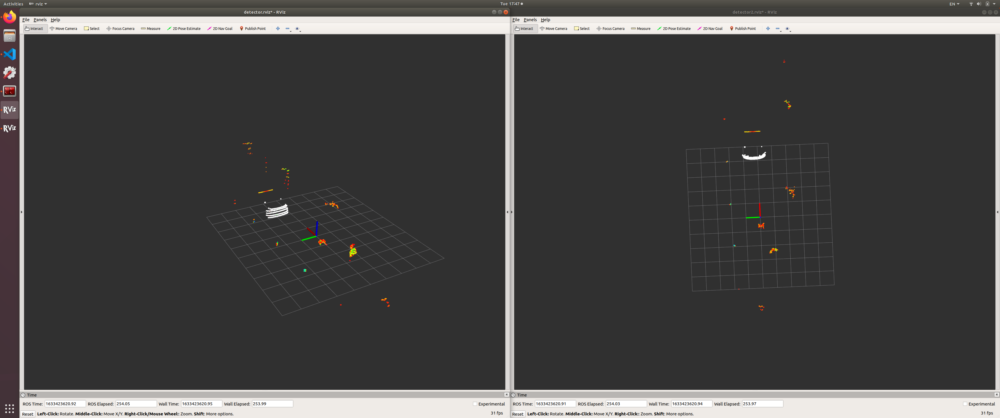 Activities RViz rviz Tue 17:47 EN
detector.rviz* - RViz
File Panels Help
Interact Move Camera Select Focus Camera Measure 2D Pose Estimate 2D Nav Goal Publish Point
RViz
RViz
Time
ROS Time: 1633423620.92 ROS Elapsed: 254.05 Wall Time: 1633423620.95 Wall Elapsed: 253.99 Experimental
Reset Left-Click: Rotate. Middle-Click: Move X/Y. Right-Click/Mouse Wheel:: Zoom. Shift: More options. 31 fps
detector2.rviz* - RViz
File Panels Help
Interact Move Camera Select Focus Camera Measure 2D Pose Estimate 2D Nav Goal Publish Point
Time
ROS Time: 1633423620.91 ROS Elapsed: 254.03 Wall Time: 1633423620.94 Wall Elapsed: 253.97 Experimental
Reset Left-Click: Rotate. Middle-Click: Move X/Y. Right-Click:: Zoom. Shift: More options. 31 fps